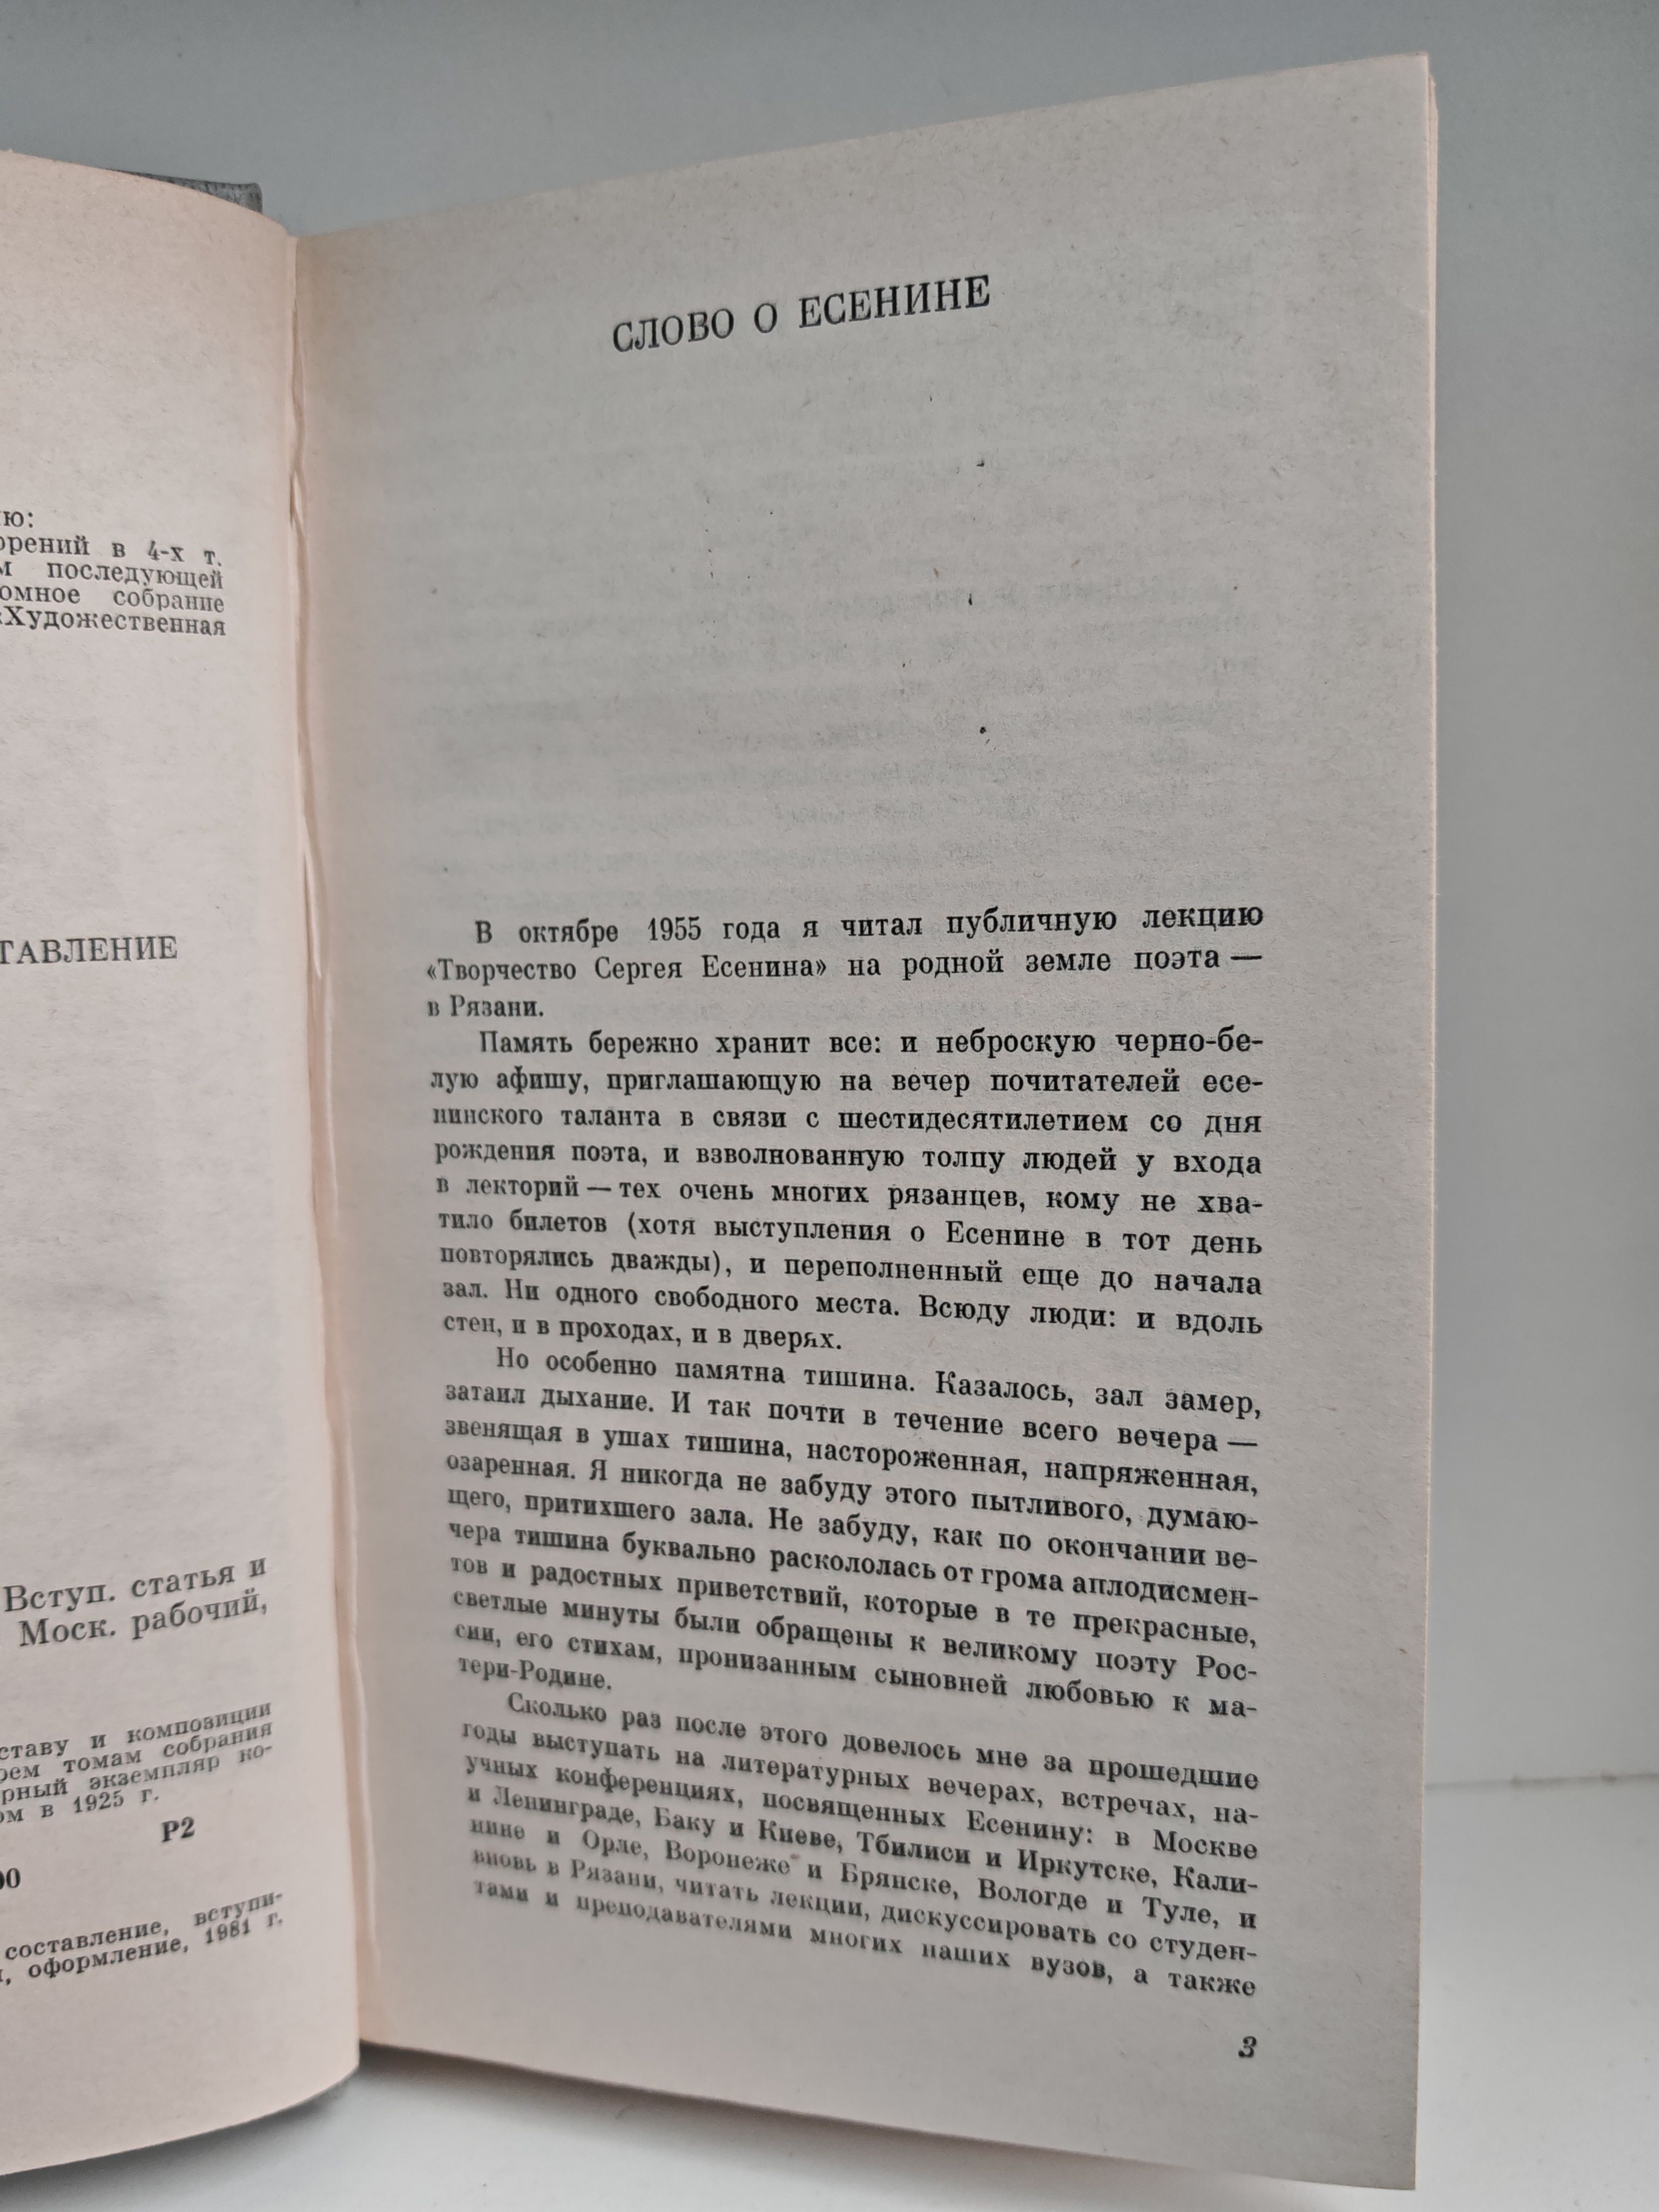 ю:
орений в 4-х т.
м последующей
омное собрание
«Художественная
ТАВЛЕНИЕ
Вступ. статья и
Моск. рабочий,
ставу и композиции
рем томам собрания
рный экземпляр ко-
ом в 1925 г.
Р2
00
составление, вступи-
оформление, 1981 г.
СЛОВО О ЕСЕНИНЕ
В октябре 1955 года я читал публичную лекцию
«Творчество Сергея Есенина» на родной земле поэта —
в Рязани.
Память бережно хранит все: и неброскую черно-бе-
лую афишу, приглашающую на вечер почитателей есе-
нинского таланта в связи с шестидесятилетием со дня
рождения поэта, и взволнованную толпу людей у входа
в лекторий — тех очень многих рязанцев, кому не хва-
тило билетов (хотя выступления о Есенине в тот день
повторялись дважды), и переполненный еще до начала
зал. Ни одного свободного места. Всюду люди: и вдоль
стен, и в проходах, и в дверях.
Но особенно памятна тишина. Казалось, зал замер,
затаил дыхание. И так почти в течение всего вечера —
звенящая в ушах тишина, настороженная, напряженная,
озаренная. Я никогда не забуду этого пытливого, думаю-
щего, притихшего зала. Не забуду, как по окончании ве-
чера тишина буквально раскололась от грома аплодисмен-
тов и радостных приветствий, которые в те прекрасные,
светлые минуты были обращены к великому поэту Рос-
сии, его стихам, пронизанным сыновней любовью к ма-
тери-Родине.
Сколько раз после этого довелось мне за прошедшие
годы выступать на литературных вечерах, встречах, на-
учных конференциях, посвященных Есенину: в Москве
и Ленинграде, Баку и Киеве, Тбилиси и Иркутске, Кали-
нине и Орле, Воронеже и Брянске, Вологде и Туле, и
вновь в Рязани, читать лекции, дискуссировать со студен-
тами и преподавателями многих наших вузов, а также
3